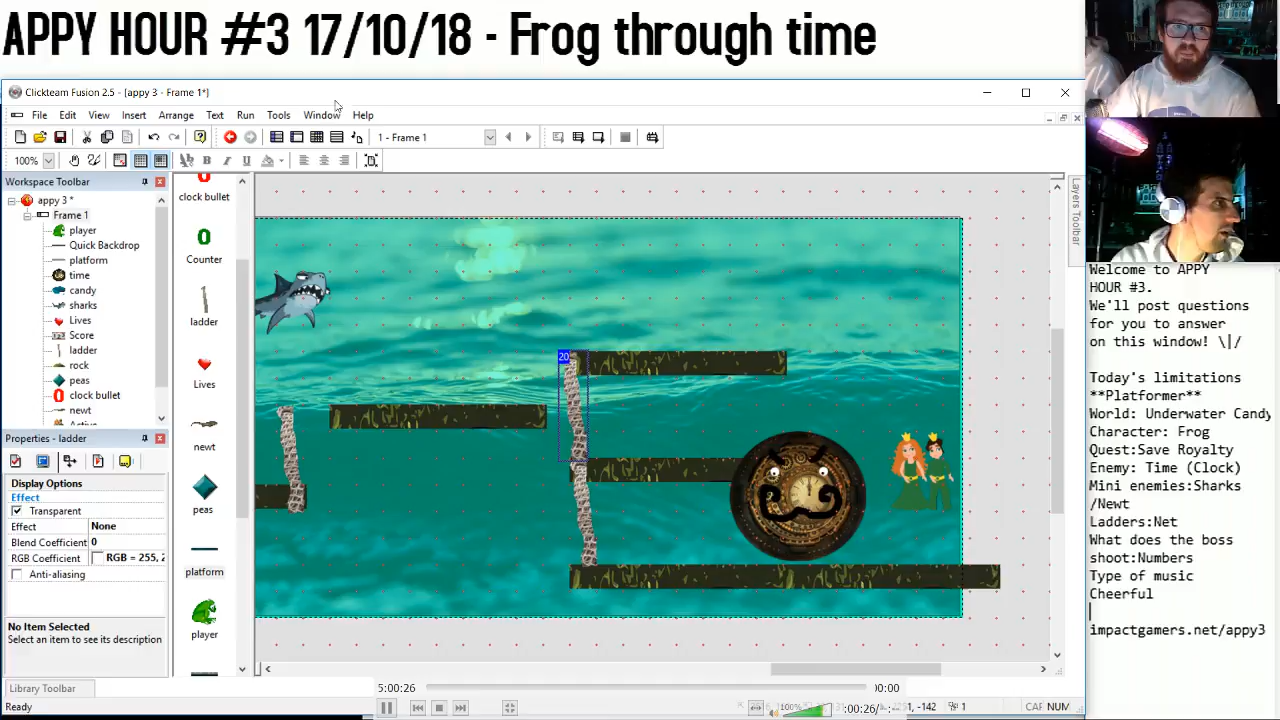 APPY HOUR #3 17/10/18 - Frog through time
Clickteam Fusion 2.5 - [appy 3 - Frame 1*]
File Edit View Insert Arrange Text Run Tools Window Help
1 - Frame 1
100%
B I U
Workspace Toolbar
appy 3 *
Frame 1
player
Quick Backdrop
platform
time
candy
sharks
Lives
Score
ladder
rock
peas
clock bullet
newt
Properties - ladder
Display Options
Effect
Transparent
Effect None
Blend Coefficient 0
RGB Coefficient RGB = 255, 2
Anti-aliasing
No Item Selected
Select an item to see its description
Library Toolbar
Ready
0
clock bullet
0
Counter
ladder
Lives
newt
peas
platform
player
20
Layers Toolbar
5:00:26
00:00
100%
:00:26/
1, -142
1
CAF NUM
Welcome to APPY
HOUR #3.
We'll post questions
for you to answer
on this window! \|/
Today's limitations
**Platformer**
World: Underwater Candy
Character: Frog
Quest:Save Royalty
Enemy: Time (Clock)
Mini enemies:Sharks
/Newt
Ladders:Net
What does the boss
shoot:Numbers
Type of music
Cheerful
impactgamers.net/appy3